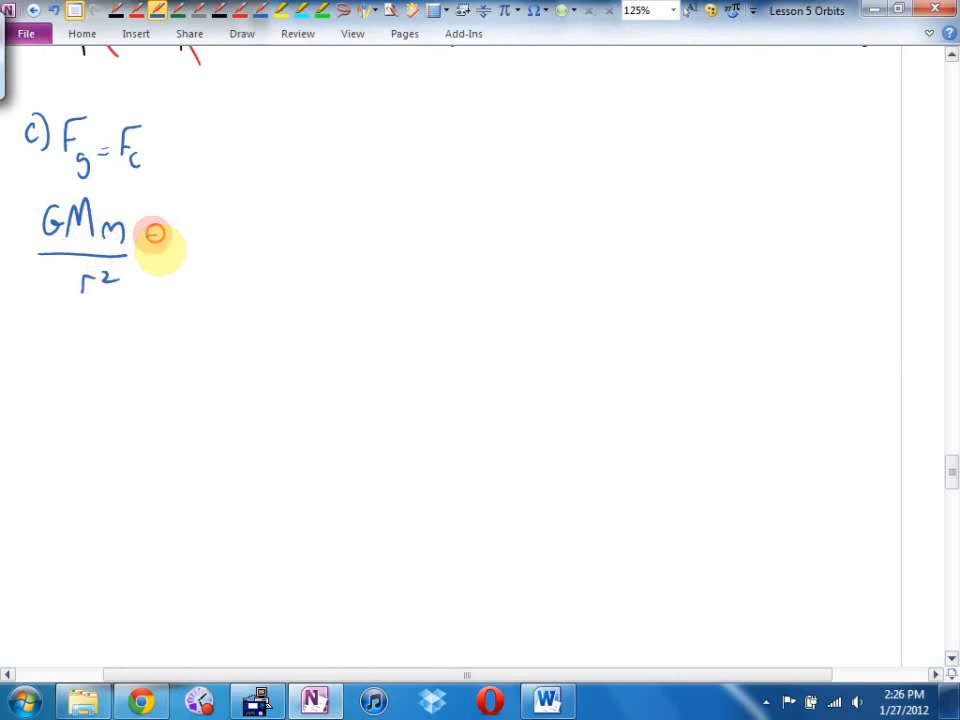 125%
Lesson 5 Orbits
File Home Insert Share Draw Review View Pages Add-Ins
c) Fg = Fc
GMm
r²
2:26 PM
1/27/2012